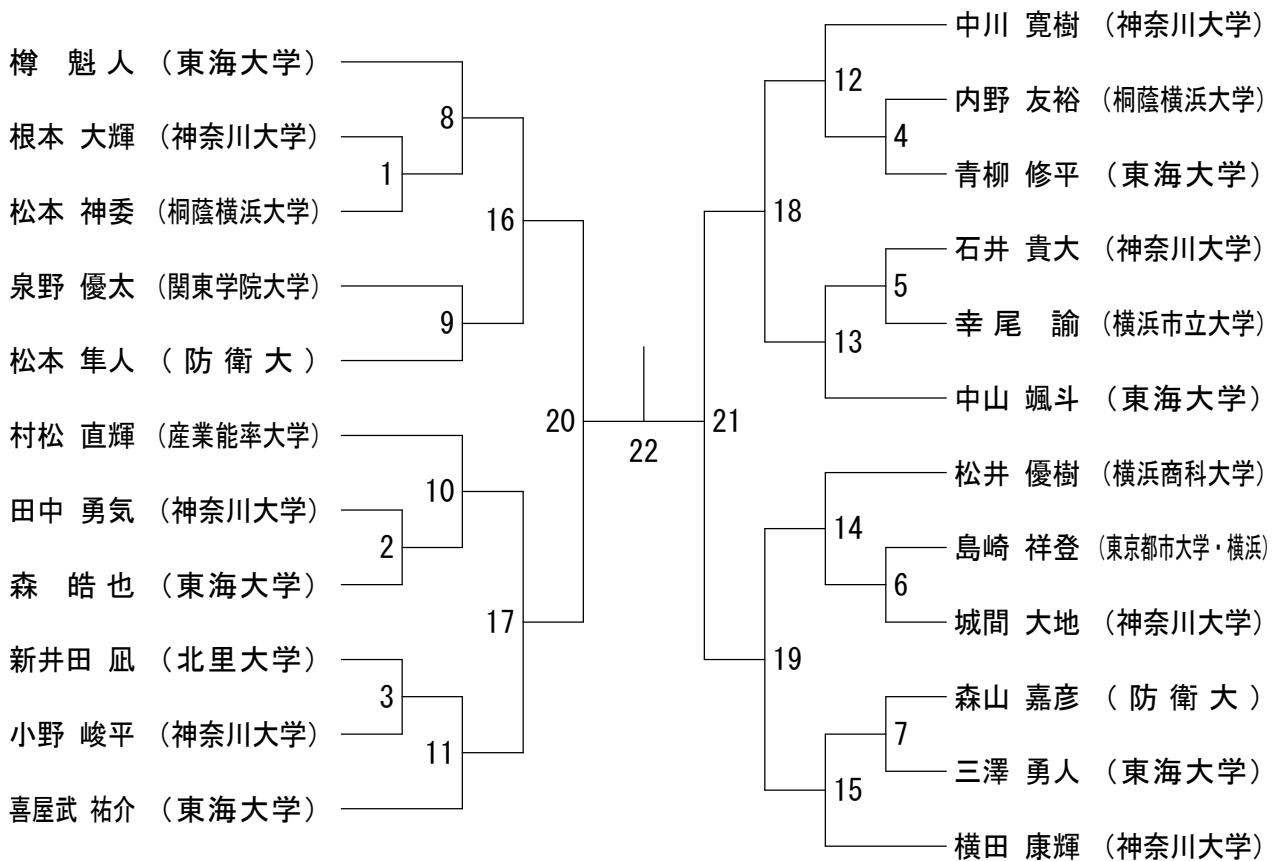 樽 魁人 (東海大学)
根本 大輝 (神奈川大学)
松本 神委 (桐蔭横浜大学)
泉野 優太 (関東学院大学)
松本 隼人 (防衛大)
村松 直輝 (産業能率大学)
田中 勇気 (神奈川大学)
森 皓也 (東海大学)
新井田 凪 (北里大学)
小野 峻平 (神奈川大学)
喜屋武 祐介 (東海大学)
8
1
16
9
20
10
2
17
3
11
22
中川 寛樹 (神奈川大学)
内野 友裕 (桐蔭横浜大学)
青柳 修平 (東海大学)
石井 貴大 (神奈川大学)
幸尾 諭 (横浜市立大学)
中山 颯斗 (東海大学)
松井 優樹 (横浜商科大学)
島崎 祥登 (東京都市大学・横浜)
城間 大地 (神奈川大学)
森山 嘉彦 (防衛大)
三澤 勇人 (東海大学)
横田 康輝 (神奈川大学)
12
4
18
5
13
21
14
6
19
7
15